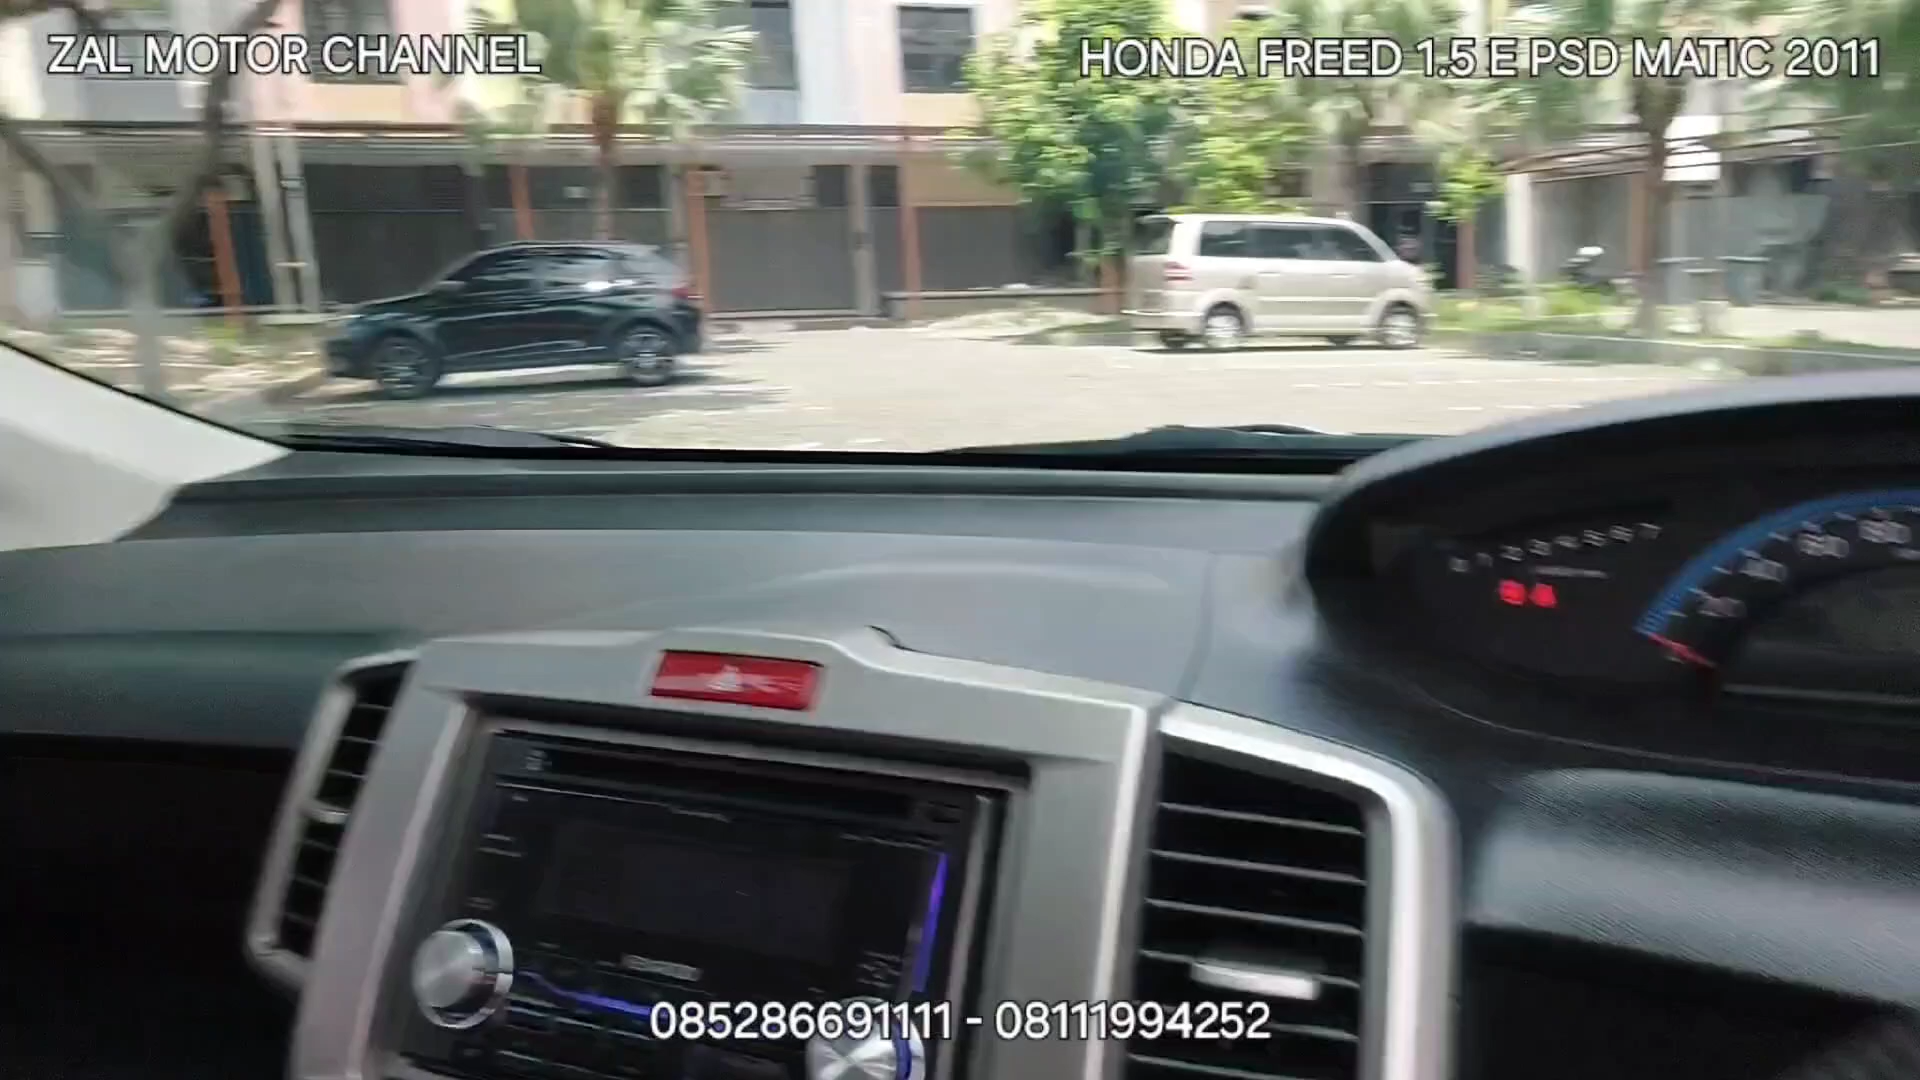 ZAL MOTOR CHANNEL
HONDA FREED 1.5 E PSD MATIC 2011
085286691111 - 08111994252